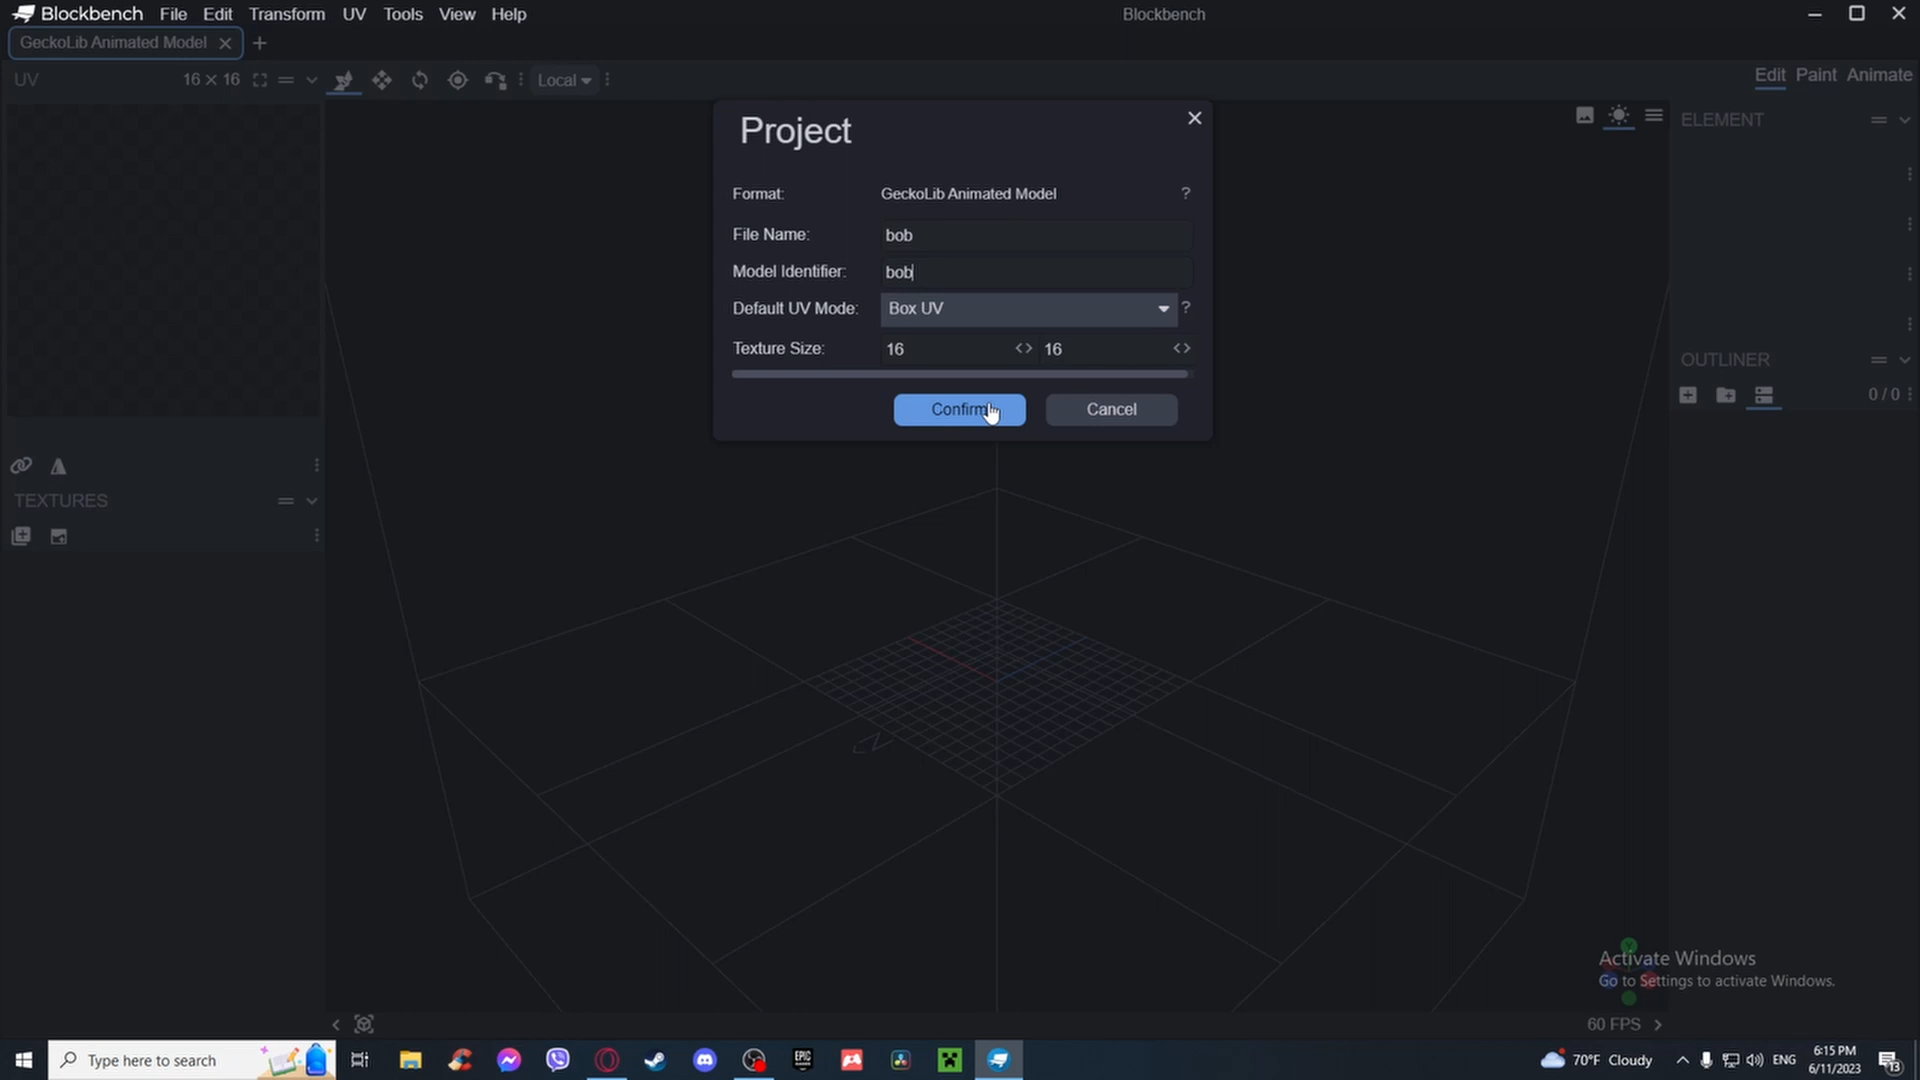 Blockbench File Edit Transform UV Tools View Help
Blockbench
GeckoLib Animated Model
UV 16 × 16
Local
Edit Paint Animate
Project
Format: GeckoLib Animated Model ?
File Name: bob
Model Identifier: bob
Default UV Mode: Box UV ?
Texture Size: 16 16
Confirm Cancel
ELEMENT
OUTLINER
0 / 0
TEXTURES
Activate Windows
Go to Settings to activate Windows.
60 FPS
Type here to search
EPIC GAMES
70°F Cloudy
ENG
6:15 PM
6/11/2023
13